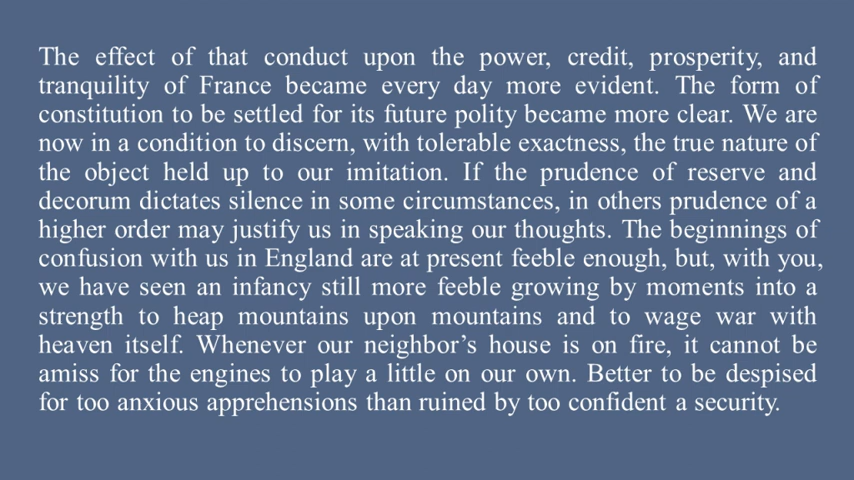 The effect of that conduct upon the power, credit, prosperity, and
tranquility of France became every day more evident. The form of
constitution to be settled for its future polity became more clear. We are
now in a condition to discern, with tolerable exactness, the true nature of
the object held up to our imitation. If the prudence of reserve and
decorum dictates silence in some circumstances, in others prudence of a
higher order may justify us in speaking our thoughts. The beginnings of
confusion with us in England are at present feeble enough, but, with you,
we have seen an infancy still more feeble growing by moments into a
strength to heap mountains upon mountains and to wage war with
heaven itself. Whenever our neighbor’s house is on fire, it cannot be
amiss for the engines to play a little on our own. Better to be despised
for too anxious apprehensions than ruined by too confident a security.